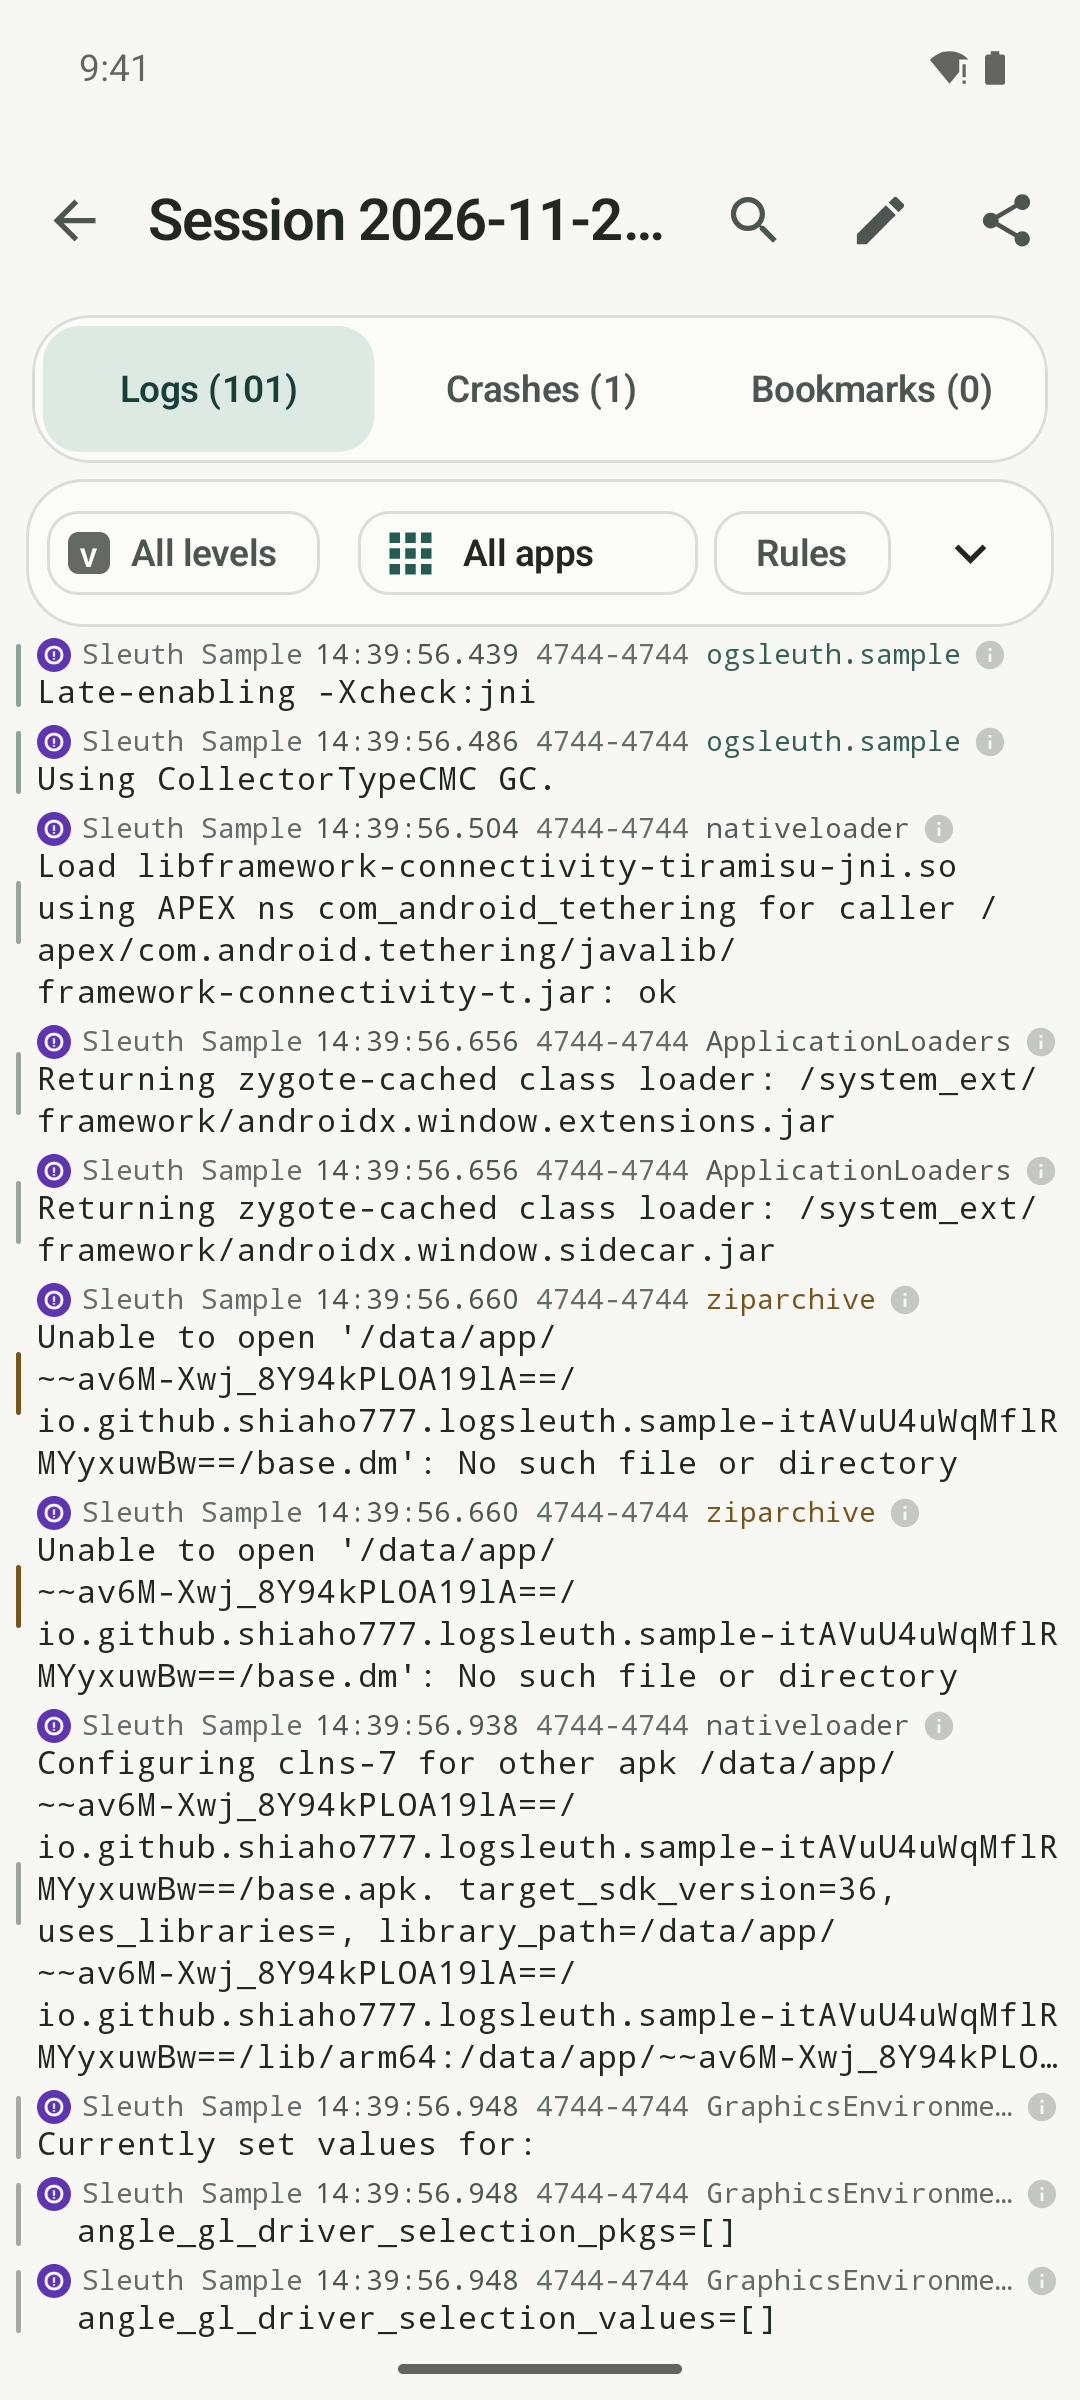 9:41
Session 2026-11-2…
Logs (101)
Crashes (1)
Bookmarks (0)
V All levels
All apps
Rules
Sleuth Sample 14:39:56.439 4744-4744 ogsleuth.sample
Late-enabling -Xcheck:jni
Sleuth Sample 14:39:56.486 4744-4744 ogsleuth.sample
Using CollectorTypeCMC GC.
Sleuth Sample 14:39:56.504 4744-4744 nativeloader
Load libframework-connectivity-tiramisu-jni.so
using APEX ns com_android_tethering for caller /
apex/com.android.tethering/javalib/
framework-connectivity-t.jar: ok
Sleuth Sample 14:39:56.656 4744-4744 ApplicationLoaders
Returning zygote-cached class loader: /system_ext/
framework/androidx.window.extensions.jar
Sleuth Sample 14:39:56.656 4744-4744 ApplicationLoaders
Returning zygote-cached class loader: /system_ext/
framework/androidx.window.sidecar.jar
Sleuth Sample 14:39:56.660 4744-4744 ziparchive
Unable to open '/data/app/
~~av6M-Xwj_8Y94kPLOA19lA==/
io.github.shiaho777.logsleuth.sample-itAVuU4uWqMflR
MYyxuwBw==/base.dm': No such file or directory
Sleuth Sample 14:39:56.660 4744-4744 ziparchive
Unable to open '/data/app/
~~av6M-Xwj_8Y94kPLOA19lA==/
io.github.shiaho777.logsleuth.sample-itAVuU4uWqMflR
MYyxuwBw==/base.dm': No such file or directory
Sleuth Sample 14:39:56.938 4744-4744 nativeloader
Configuring clns-7 for other apk /data/app/
~~av6M-Xwj_8Y94kPLOA19lA==/
io.github.shiaho777.logsleuth.sample-itAVuU4uWqMflR
MYyxuwBw==/base.apk. target_sdk_version=36,
uses_libraries=, library_path=/data/app/
~~av6M-Xwj_8Y94kPLOA19lA==/
io.github.shiaho777.logsleuth.sample-itAVuU4uWqMflR
MYyxuwBw==/lib/arm64:/data/app/~~av6M-Xwj_8Y94kPLO…
Sleuth Sample 14:39:56.948 4744-4744 GraphicsEnvironme…
Currently set values for:
Sleuth Sample 14:39:56.948 4744-4744 GraphicsEnvironme…
angle_gl_driver_selection_pkgs=[]
Sleuth Sample 14:39:56.948 4744-4744 GraphicsEnvironme…
angle_gl_driver_selection_values=[]